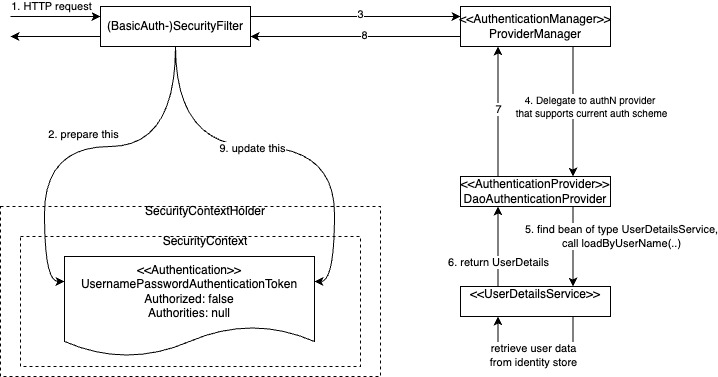 1. HTTP request
(BasicAuth-)SecurityFilter
3
8
<<AuthenticationManager>>
ProviderManager
2. prepare this
9. update this
7
4. Delegate to authN provider
that supports current auth scheme
<<AuthenticationProvider>>
DaoAuthenticationProvider
5. find bean of type UserDetailsService,
call loadByUserName(..)
6. return UserDetails
<<UserDetailsService>>
retrieve user data
from identity store
SecurityContextHolder
SecurityContext
<<Authentication>>
UsernamePasswordAuthenticationToken
Authorized: false
Authorities: null